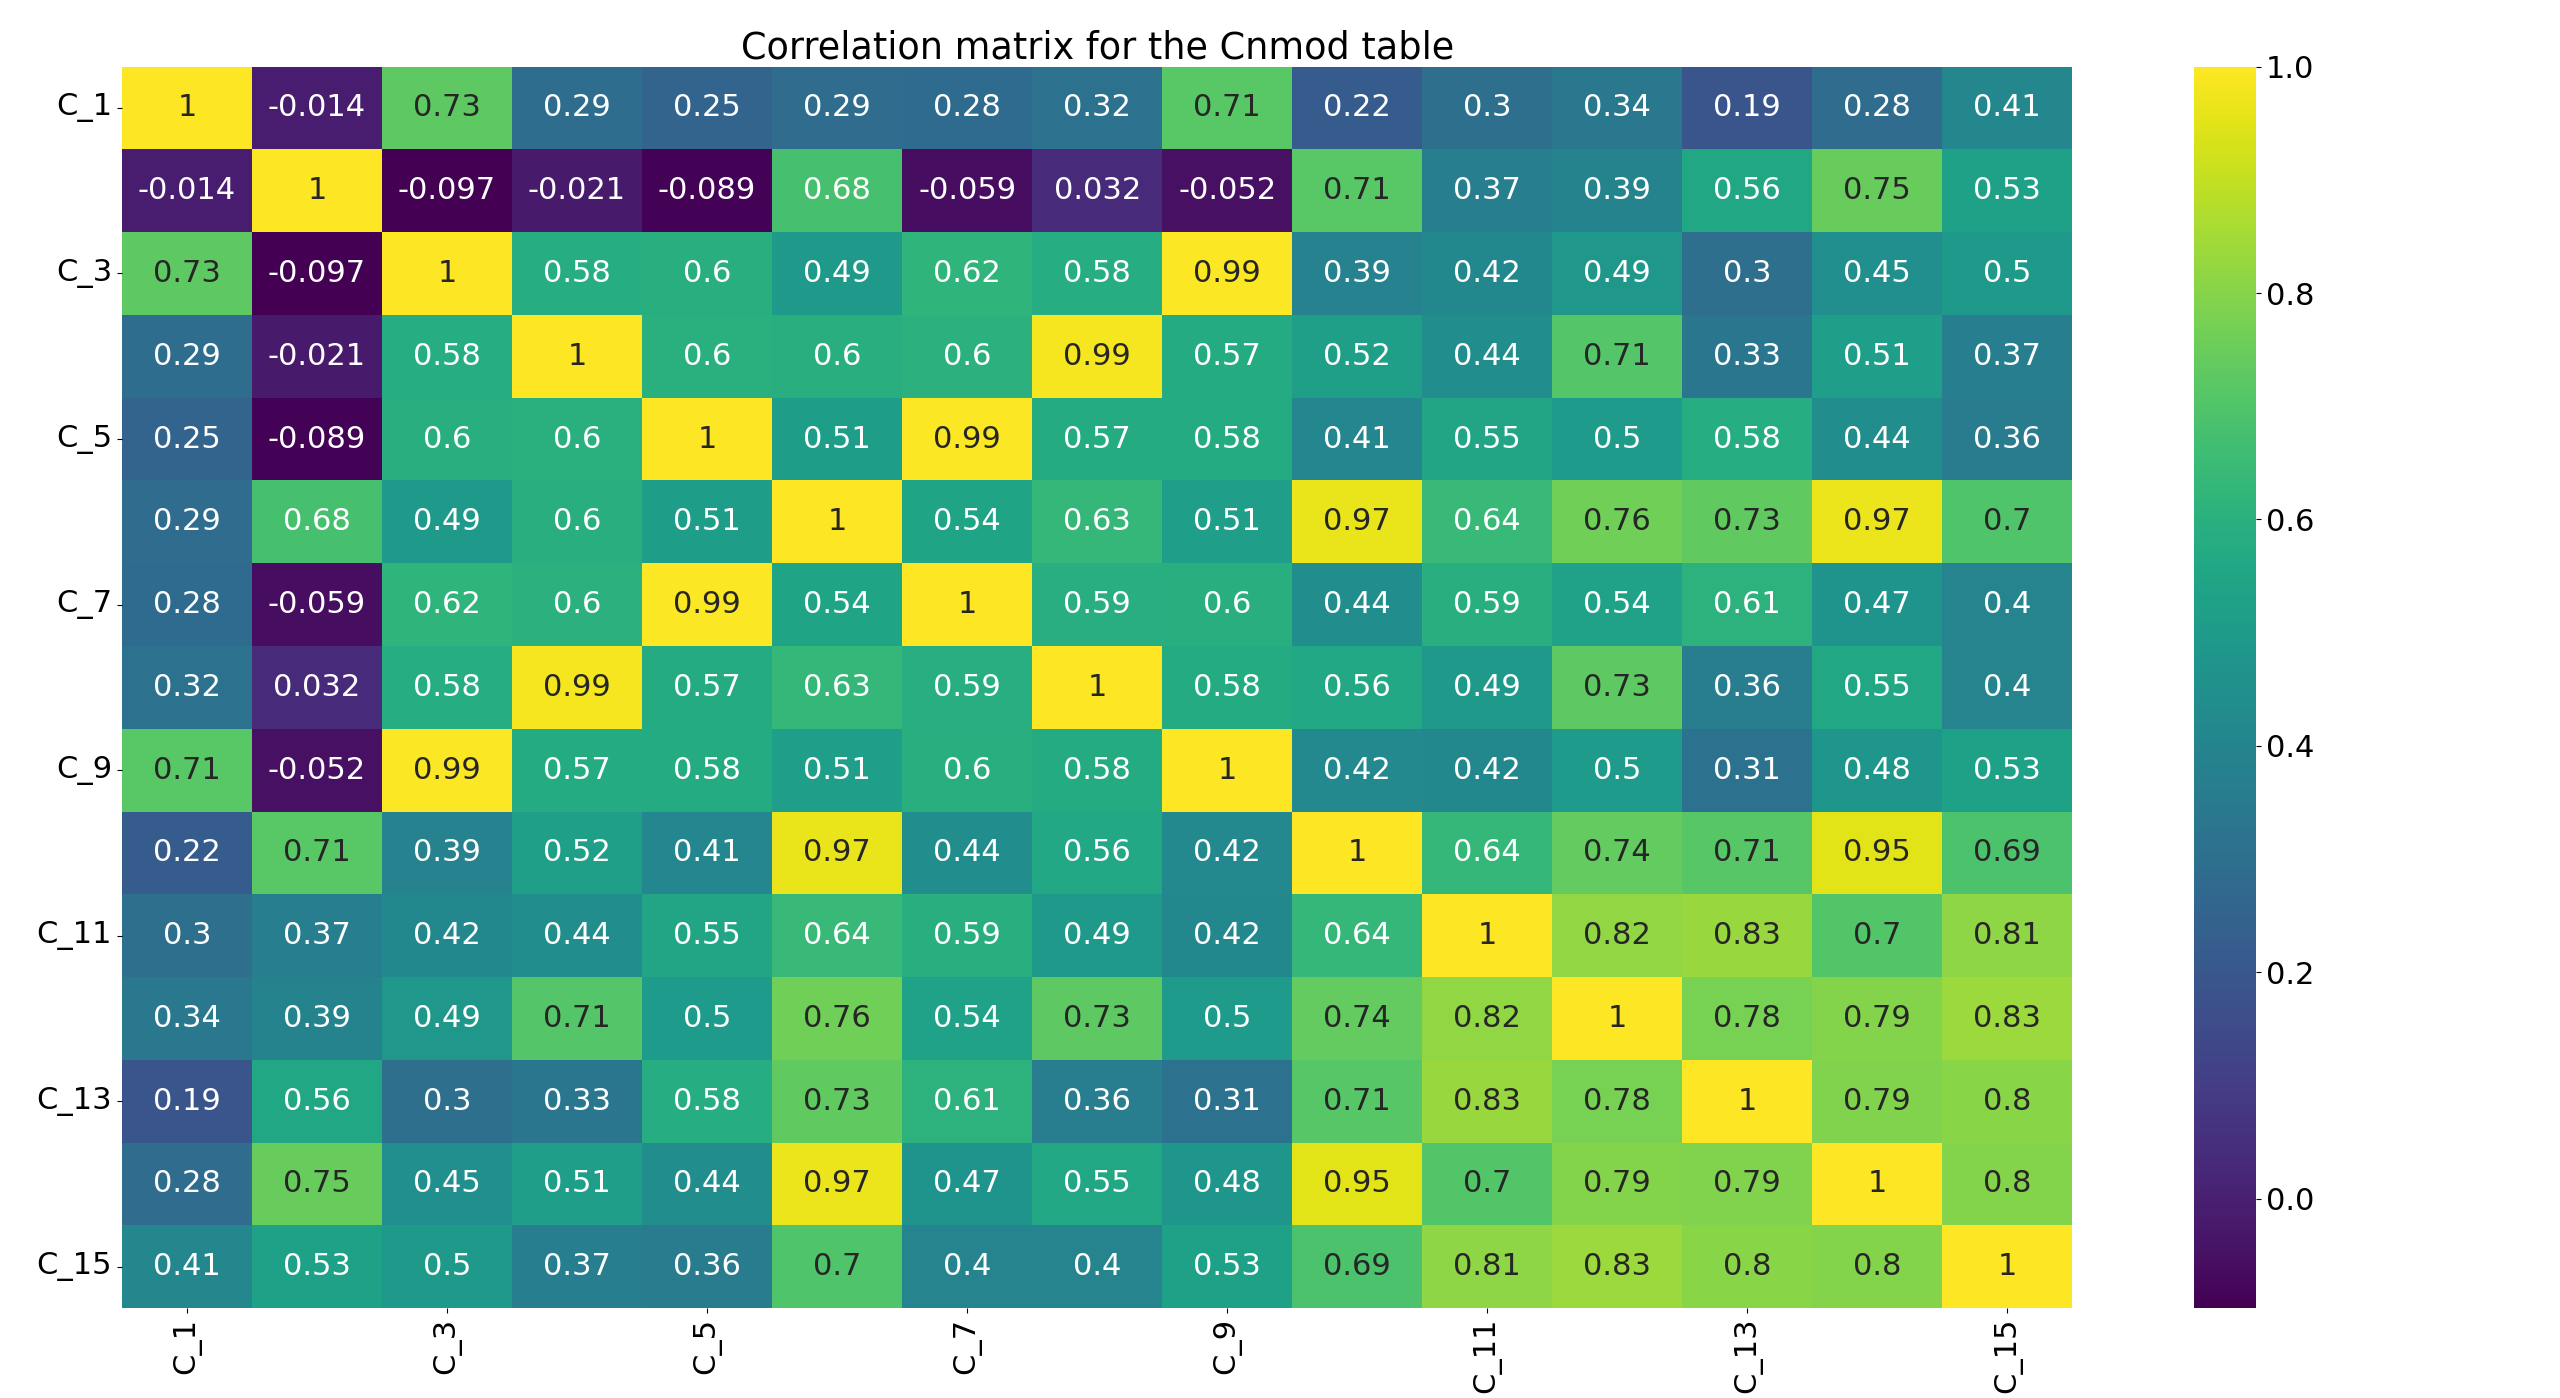 Correlation matrix for the Cnmod table
C_1 1 -0.014 0.73 0.29 0.25 0.29 0.28 0.32 0.71 0.22 0.3 0.34 0.19 0.28 0.41
-0.014 1 -0.097 -0.021 -0.089 0.68 -0.059 0.032 -0.052 0.71 0.37 0.39 0.56 0.75 0.53
C_3 0.73 -0.097 1 0.58 0.6 0.49 0.62 0.58 0.99 0.39 0.42 0.49 0.3 0.45 0.5
0.29 -0.021 0.58 1 0.6 0.6 0.6 0.99 0.57 0.52 0.44 0.71 0.33 0.51 0.37
C_5 0.25 -0.089 0.6 0.6 1 0.51 0.99 0.57 0.58 0.41 0.55 0.5 0.58 0.44 0.36
0.29 0.68 0.49 0.6 0.51 1 0.54 0.63 0.51 0.97 0.64 0.76 0.73 0.97 0.7
C_7 0.28 -0.059 0.62 0.6 0.99 0.54 1 0.59 0.6 0.44 0.59 0.54 0.61 0.47 0.4
0.32 0.032 0.58 0.99 0.57 0.63 0.59 1 0.58 0.56 0.49 0.73 0.36 0.55 0.4
C_9 0.71 -0.052 0.99 0.57 0.58 0.51 0.6 0.58 1 0.42 0.42 0.5 0.31 0.48 0.53
0.22 0.71 0.39 0.52 0.41 0.97 0.44 0.56 0.42 1 0.64 0.74 0.71 0.95 0.69
C_11 0.3 0.37 0.42 0.44 0.55 0.64 0.59 0.49 0.42 0.64 1 0.82 0.83 0.7 0.81
0.34 0.39 0.49 0.71 0.5 0.76 0.54 0.73 0.5 0.74 0.82 1 0.78 0.79 0.83
C_13 0.19 0.56 0.3 0.33 0.58 0.73 0.61 0.36 0.31 0.71 0.83 0.78 1 0.79 0.8
0.28 0.75 0.45 0.51 0.44 0.97 0.47 0.55 0.48 0.95 0.7 0.79 0.79 1 0.8
C_15 0.41 0.53 0.5 0.37 0.36 0.7 0.4 0.4 0.53 0.69 0.81 0.83 0.8 0.8 1
C_1 C_3 C_5 C_7 C_9 C_11 C_13 C_15
1.0
0.8
0.6
0.4
0.2
0.0